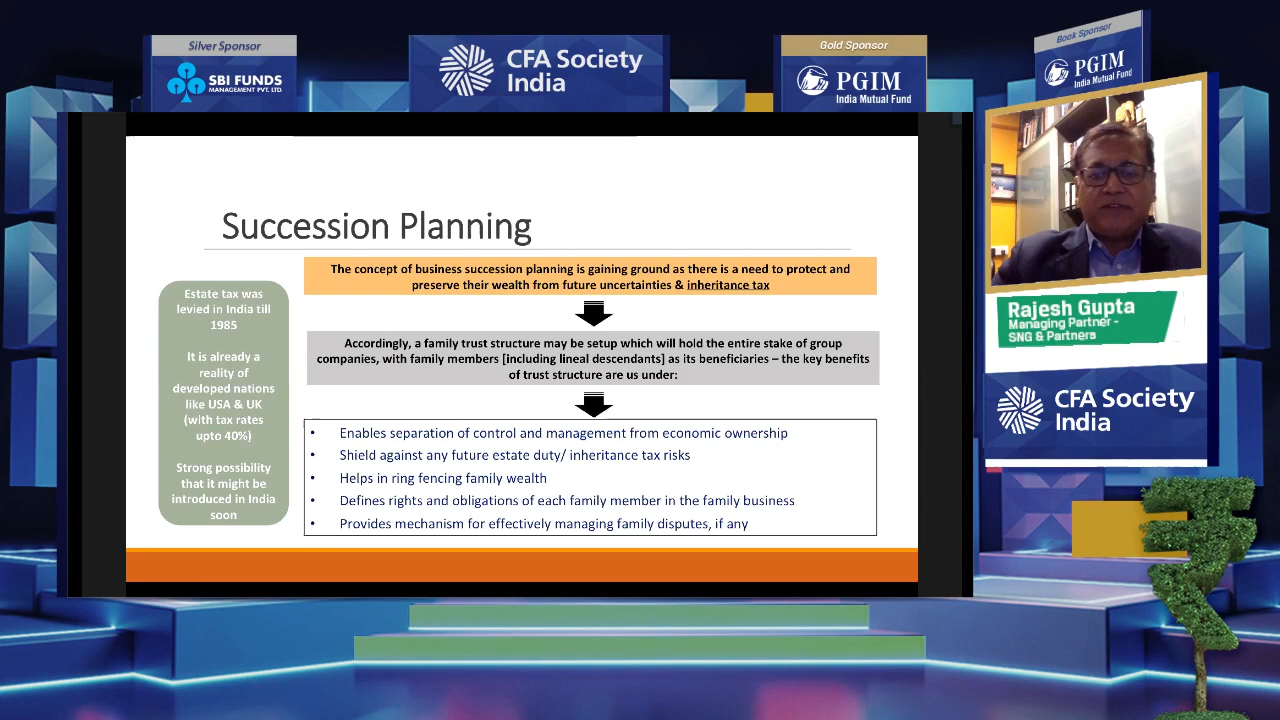 Silver Sponsor
SBI FUNDS
MANAGEMENT PVT. LTD.
CFA Society
India
Gold Sponsor
PGIM
India Mutual Fund
Book Sponsor
PGIM
India Mutual Fund
Succession Planning
The concept of business succession planning is gaining ground as there is a need to protect and
preserve their wealth from future uncertainties & inheritance tax
Estate tax was
levied in India till
1985
It is already a
reality of
developed nations
like USA & UK
(with tax rates
upto 40%)
Strong possibility
that it might be
introduced in India
soon
Accordingly, a family trust structure may be setup which will hold the entire stake of group
companies, with family members [including lineal descendants] as its beneficiaries – the key benefits
of trust structure are us under:
• Enables separation of control and management from economic ownership
• Shield against any future estate duty/ inheritance tax risks
• Helps in ring fencing family wealth
• Defines rights and obligations of each family member in the family business
• Provides mechanism for effectively managing family disputes, if any
Rajesh Gupta
Managing Partner -
SNG & Partners
CFA Society
India